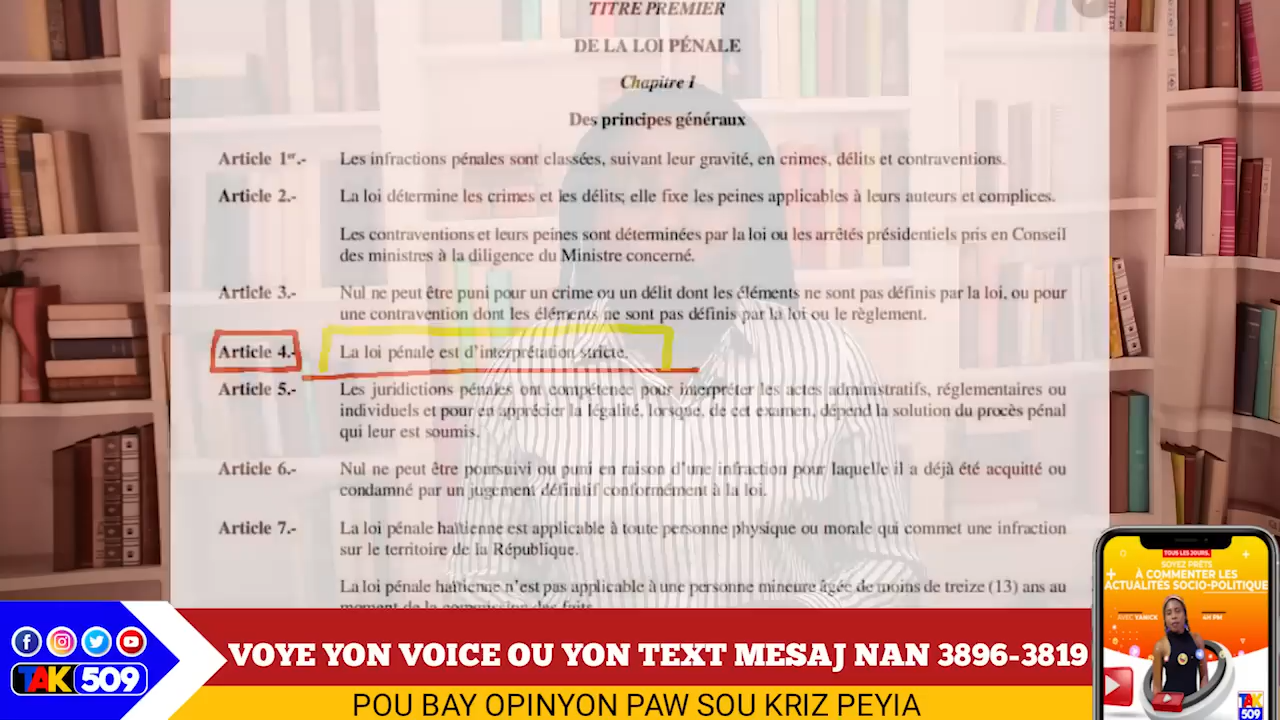 TITRE PREMIER
DE LA LOI PÉNALE
Chapitre I
Des principes généraux
Article 1er.- Les infractions pénales sont classées, suivant leur gravité, en crimes, délits et contraventions.
Article 2.- La loi détermine les crimes et les délits; elle fixe les peines applicables à leurs auteurs et complices.
Les contraventions et leurs peines sont déterminées par la loi ou les arrêtés présidentiels pris en Conseil
des ministres à la diligence du Ministre concerné.
Article 3.- Nul ne peut être puni pour un crime ou un délit dont les éléments ne sont pas définis par la loi, ou pour
une contravention dont les éléments ne sont pas définis par la loi ou le règlement.
Article 4.- La loi pénale est d'interprétation stricte.
Article 5.- Les juridictions pénales ont compétence pour interpréter les actes administratifs, réglementaires ou
individuels et pour en apprécier la légalité, lorsque, de cet examen, dépend la solution du procès pénal
qui leur est soumis.
Article 6.- Nul ne peut être poursuivi ou puni en raison d'une infraction pour laquelle il a déjà été acquitté ou
condamné par un jugement définitif conformément à la loi.
Article 7.- La loi pénale haïtienne est applicable à toute personne physique ou morale qui commet une infraction
sur le territoire de la République.
La loi pénale haïtienne n'est pas applicable à une personne mineure âgée de moins de treize (13) ans au
moment de la commission des faits.
TOUS LES JOURS,
SOYEZ PRÊTS
À COMMENTER LES
ACTUALITÉS SOCIO-POLITIQUE
AVEC YANICK
4H PM
TAK 509
TAK 509
VOYE YON VOICE OU YON TEXT MESAJ NAN 3896-3819
POU BAY OPINYON PAW SOU KRIZ PEYIA